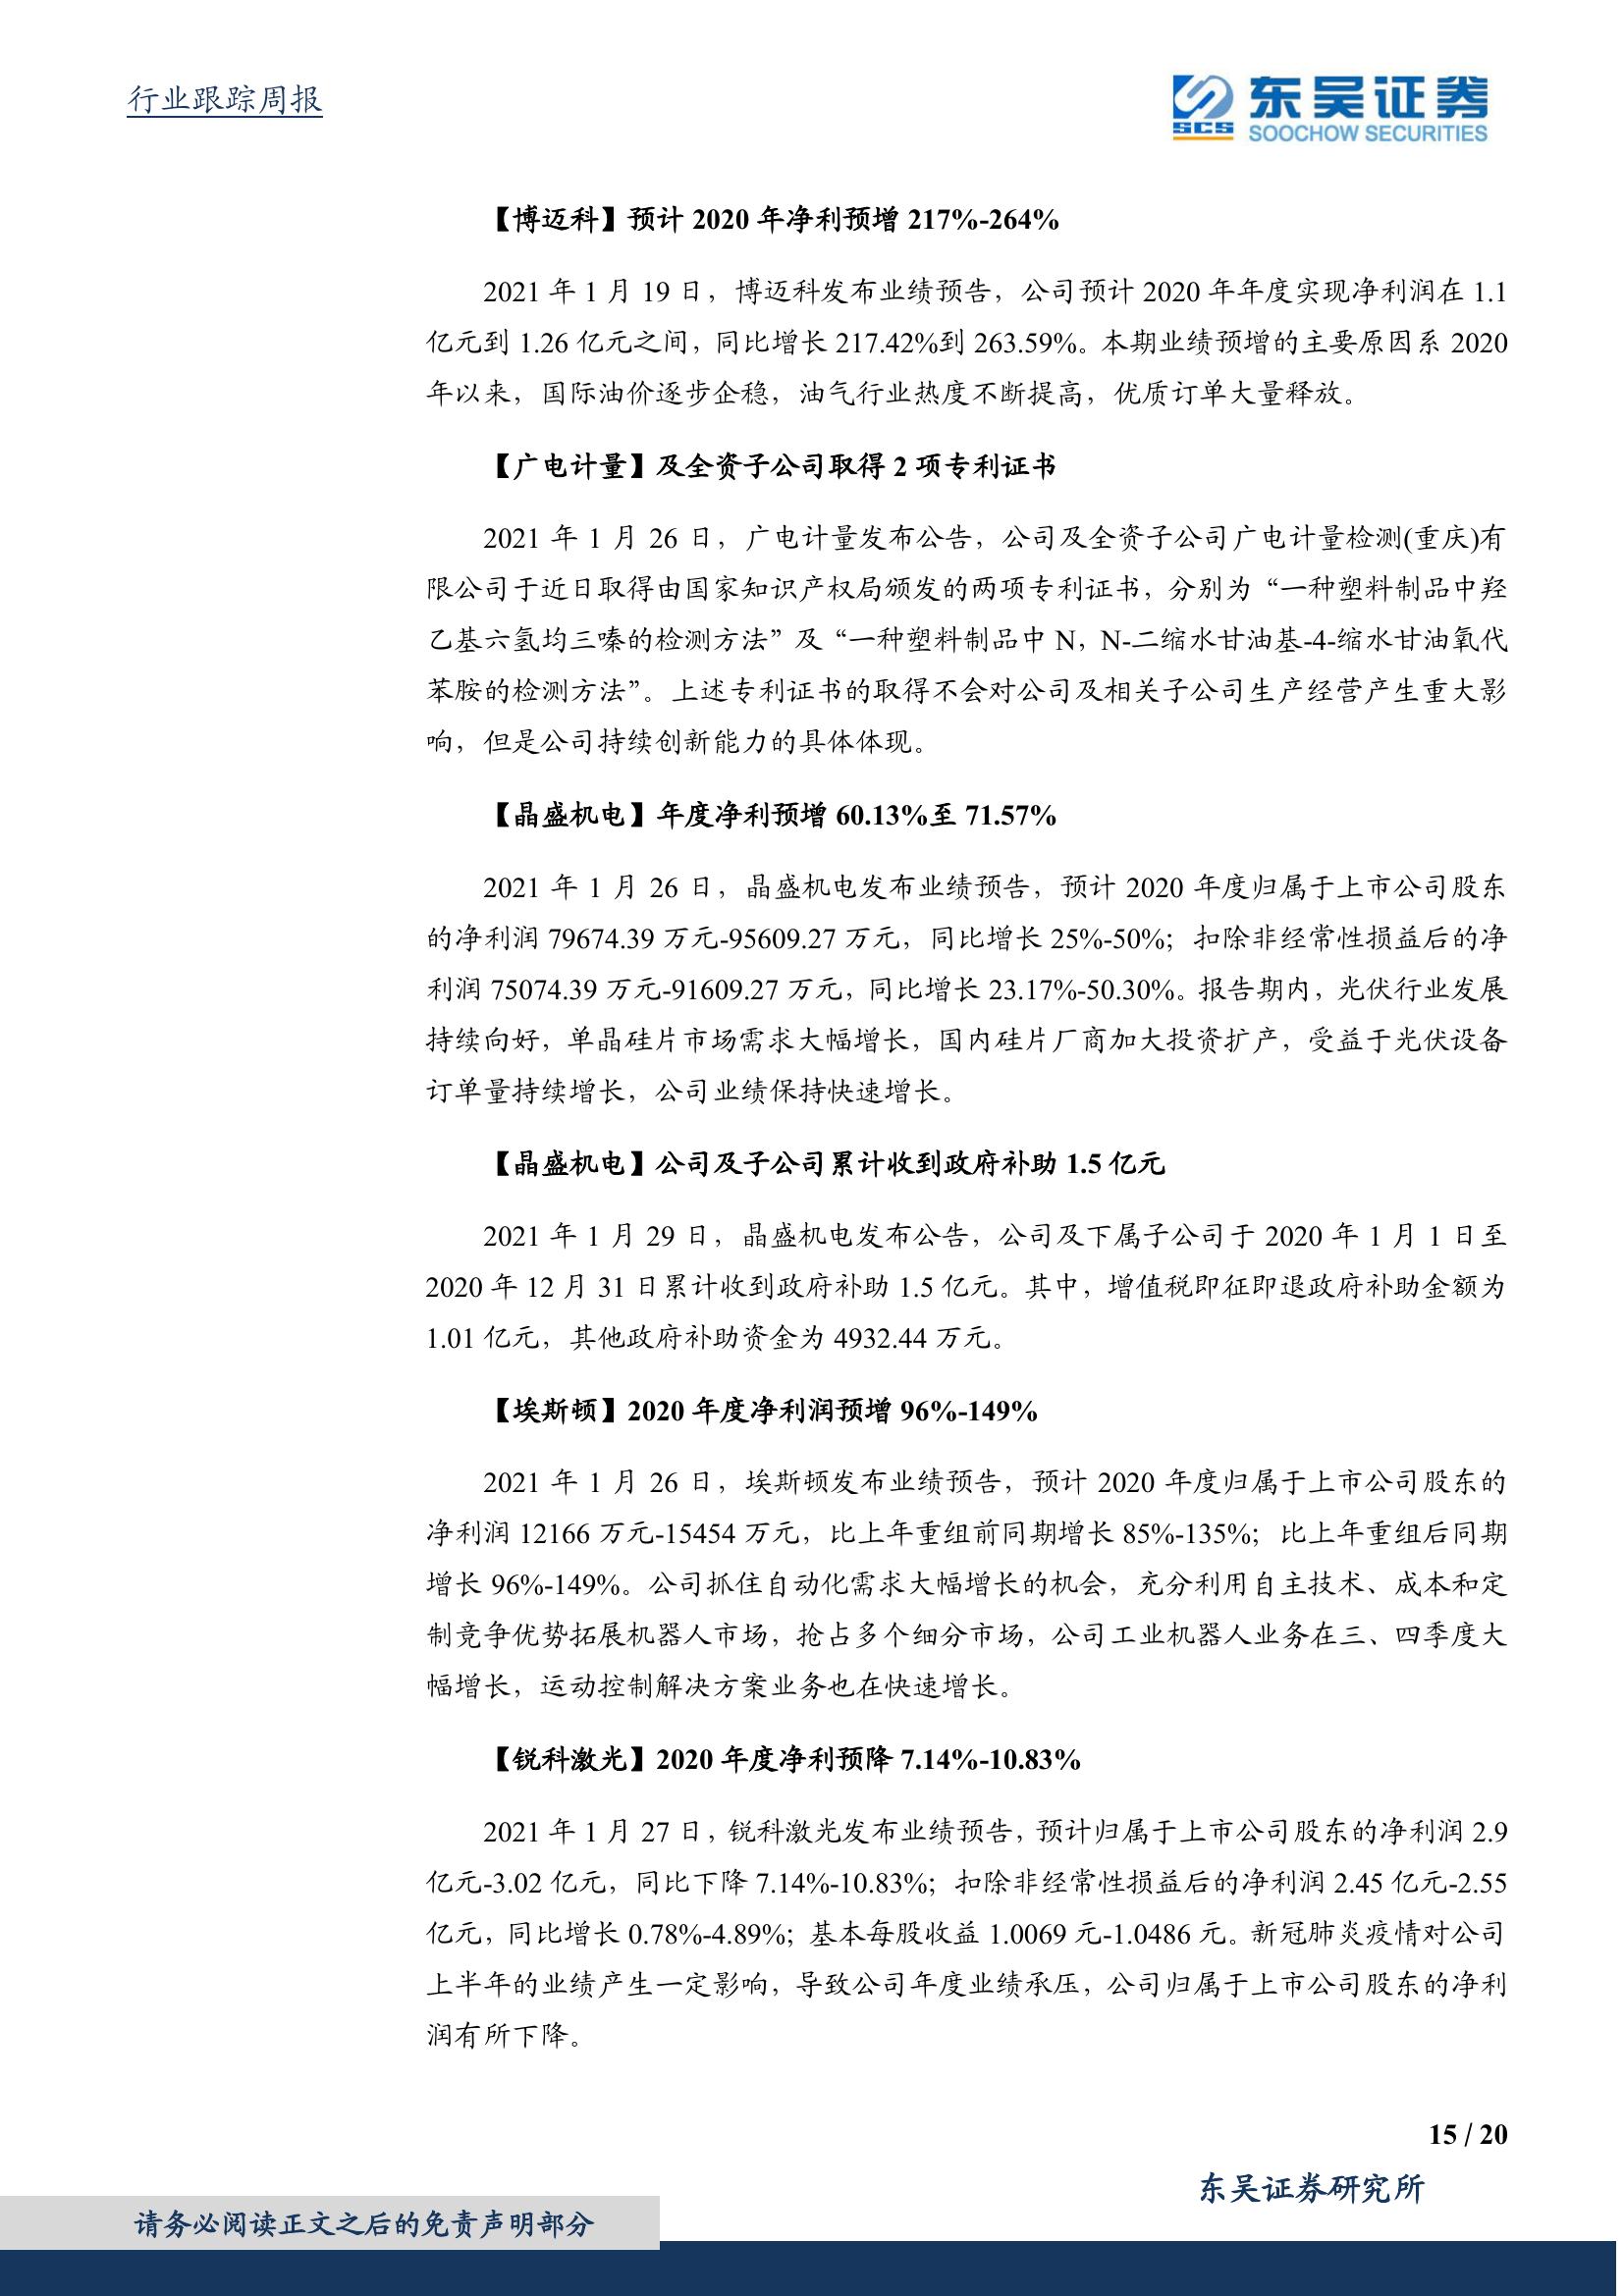 行业跟踪周报
SCS
东吴证券
SOOCHOW SECURITIES
【博迈科】预计 2020 年净利预增 217%-264%
2021 年 1 月 19 日，博迈科发布业绩预告，公司预计 2020 年年度实现净利润在 1.1
亿元到 1.26 亿元之间，同比增长 217.42%到 263.59%。本期业绩预增的主要原因系 2020
年以来，国际油价逐步企稳，油气行业热度不断提高，优质订单大量释放。
【广电计量】及全资子公司取得 2 项专利证书
2021 年 1 月 26 日，广电计量发布公告，公司及全资子公司广电计量检测(重庆)有
限公司于近日取得由国家知识产权局颁发的两项专利证书，分别为“一种塑料制品中羟
乙基六氢均三嗪的检测方法”及“一种塑料制品中 N，N-二缩水甘油基-4-缩水甘油氧代
苯胺的检测方法”。上述专利证书的取得不会对公司及相关子公司生产经营产生重大影
响，但是公司持续创新能力的具体体现。
【晶盛机电】年度净利预增 60.13%至 71.57%
2021 年 1 月 26 日，晶盛机电发布业绩预告，预计 2020 年度归属于上市公司股东
的净利润 79674.39 万元-95609.27 万元，同比增长 25%-50%；扣除非经常性损益后的净
利润 75074.39 万元-91609.27 万元，同比增长 23.17%-50.30%。报告期内，光伏行业发展
持续向好，单晶硅片市场需求大幅增长，国内硅片厂商加大投资扩产，受益于光伏设备
订单量持续增长，公司业绩保持快速增长。
【晶盛机电】公司及子公司累计收到政府补助 1.5 亿元
2021 年 1 月 29 日，晶盛机电发布公告，公司及下属子公司于 2020 年 1 月 1 日至
2020 年 12 月 31 日累计收到政府补助 1.5 亿元。其中，增值税即征即退政府补助金额为
1.01 亿元，其他政府补助资金为 4932.44 万元。
【埃斯顿】2020 年度净利润预增 96%-149%
2021 年 1 月 26 日，埃斯顿发布业绩预告，预计 2020 年度归属于上市公司股东的
净利润 12166 万元-15454 万元，比上年重组前同期增长 85%-135%；比上年重组后同期
增长 96%-149%。公司抓住自动化需求大幅增长的机会，充分利用自主技术、成本和定
制竞争优势拓展机器人市场，抢占多个细分市场，公司工业机器人业务在三、四季度大
幅增长，运动控制解决方案业务也在快速增长。
【锐科激光】2020 年度净利预降 7.14%-10.83%
2021 年 1 月 27 日，锐科激光发布业绩预告，预计归属于上市公司股东的净利润 2.9
亿元-3.02 亿元，同比下降 7.14%-10.83%；扣除非经常性损益后的净利润 2.45 亿元-2.55
亿元，同比增长 0.78%-4.89%；基本每股收益 1.0069 元-1.0486 元。新冠肺炎疫情对公司
上半年的业绩产生一定影响，导致公司年度业绩承压，公司归属于上市公司股东的净利
润有所下降。
15 / 20
东吴证券研究所
请务必阅读正文之后的免责声明部分